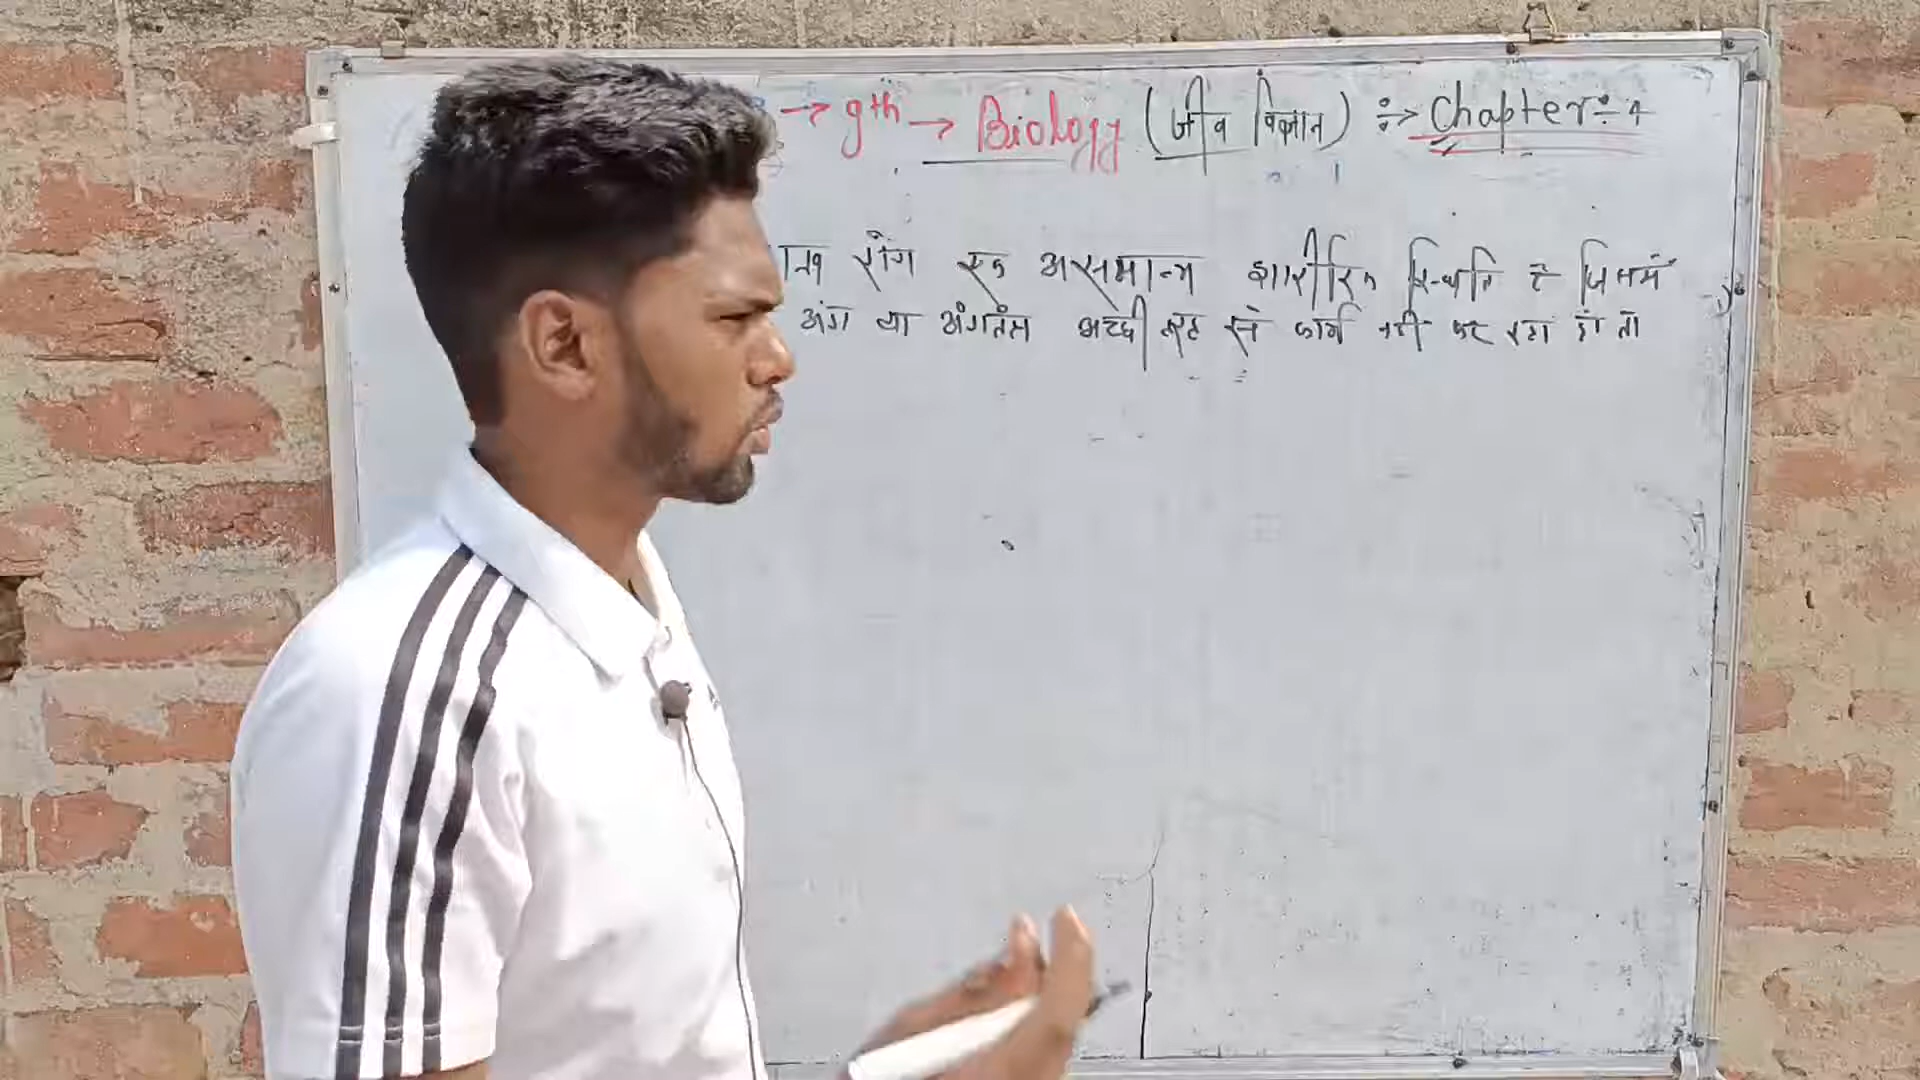 → 9th → Biology (जीव विज्ञान) ÷> Chapter÷ 4
रोग एक असमान्य शारीरिक स्थिति है जिसमें
अंग या अंगतंत्र अच्छी तरह से कार्य नही कर रहा हो तो